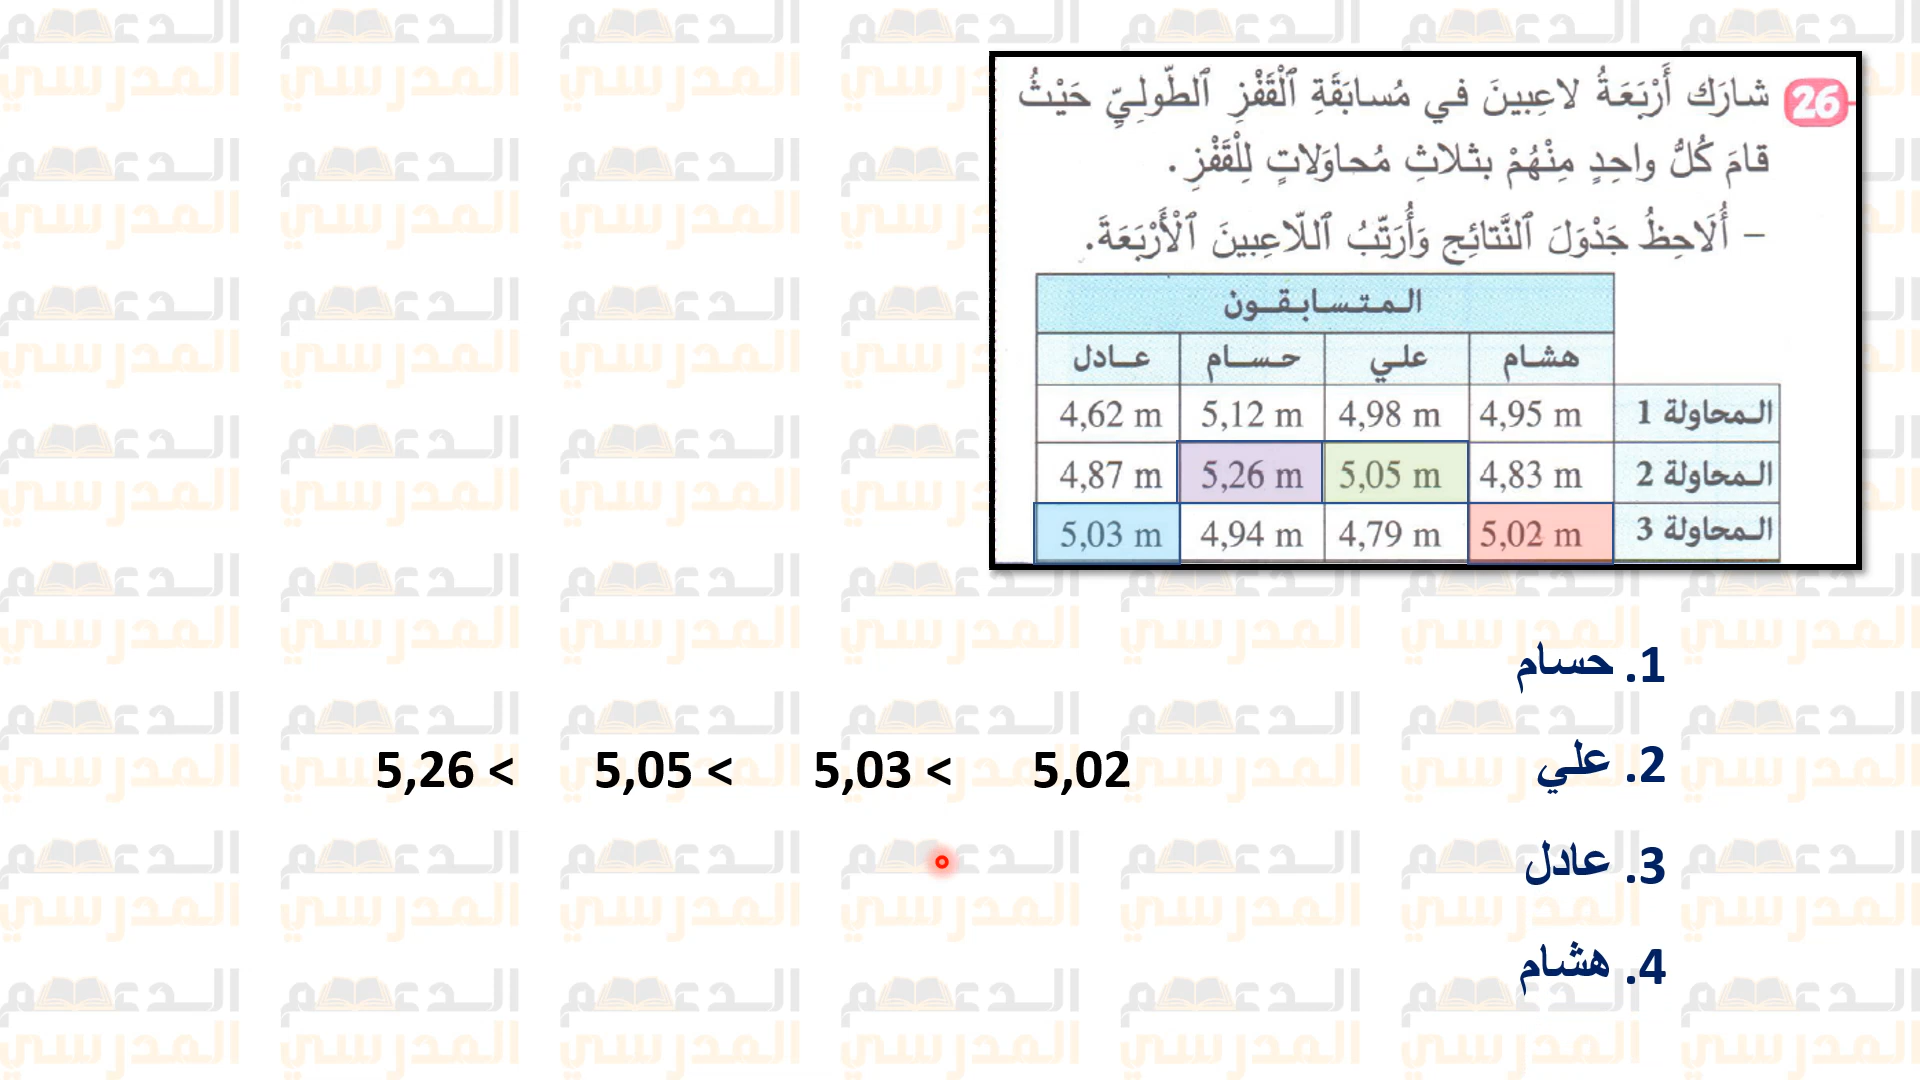 26 شارَك أَرْبَعَةُ لاعِبينَ في مُسابَقَةِ ٱلْقَفْزِ ٱلطّولِيِّ حَيْثُ
قامَ كُلُّ واحِدٍ مِنْهُمْ بثلاثِ مُحاوَلاتٍ لِلْقَفْزِ.
– أُلَاحِظُ جَدْوَلَ ٱلنَّتائِج وَأُرَتِّبُ ٱللّاعِبينَ ٱلْأَرْبَعَةَ.
المتسابقون
هشام علي حسام عادل
المحاولة 1 4,95 m 4,98 m 5,12 m 4,62 m
المحاولة 2 4,83 m 5,05 m 5,26 m 4,87 m
المحاولة 3 5,02 m 4,79 m 4,94 m 5,03 m
1. حسام
2. علي
5,26 < 5,05 < 5,03 < 5,02
3. عادل
4. هشام
الدعم المدرسي